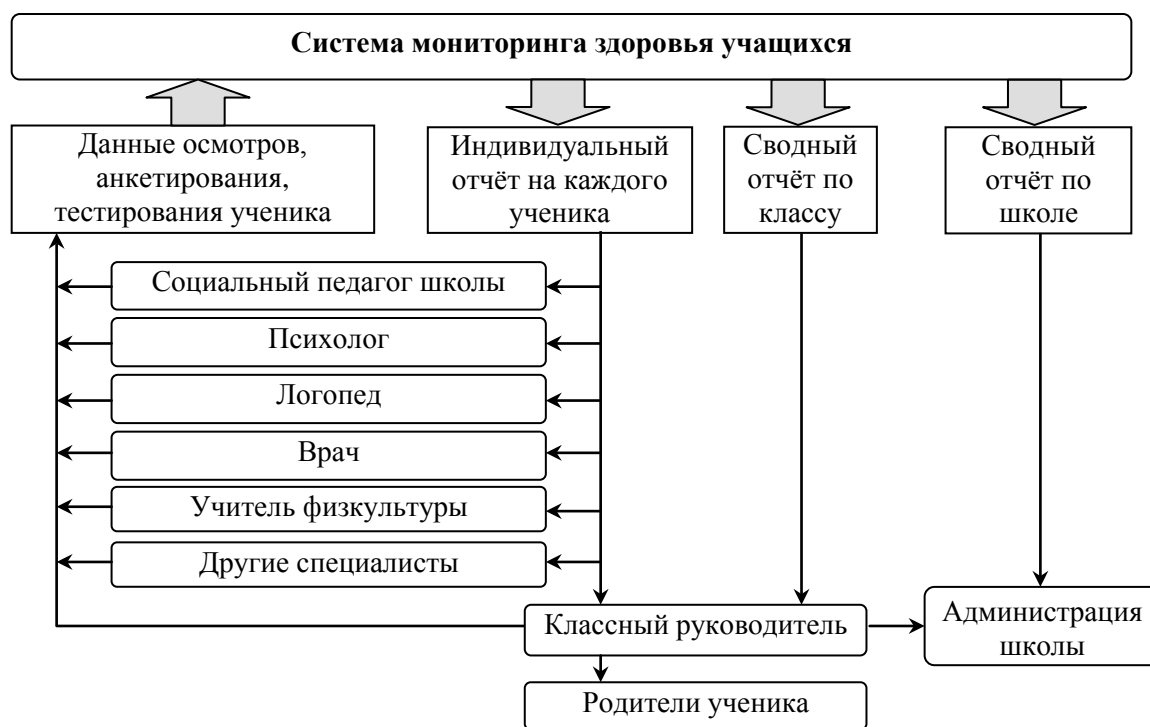 Система мониторинга здоровья учащихся
Данные осмотров,
анкетирования,
тестирования ученика
Индивидуальный
отчёт на каждого
ученика
Сводный
отчёт по
классу
Сводный
отчёт по
школе
Социальный педагог школы
Психолог
Логопед
Врач
Учитель физкультуры
Другие специалисты
Классный руководитель
Администрация
школы
Родители ученика